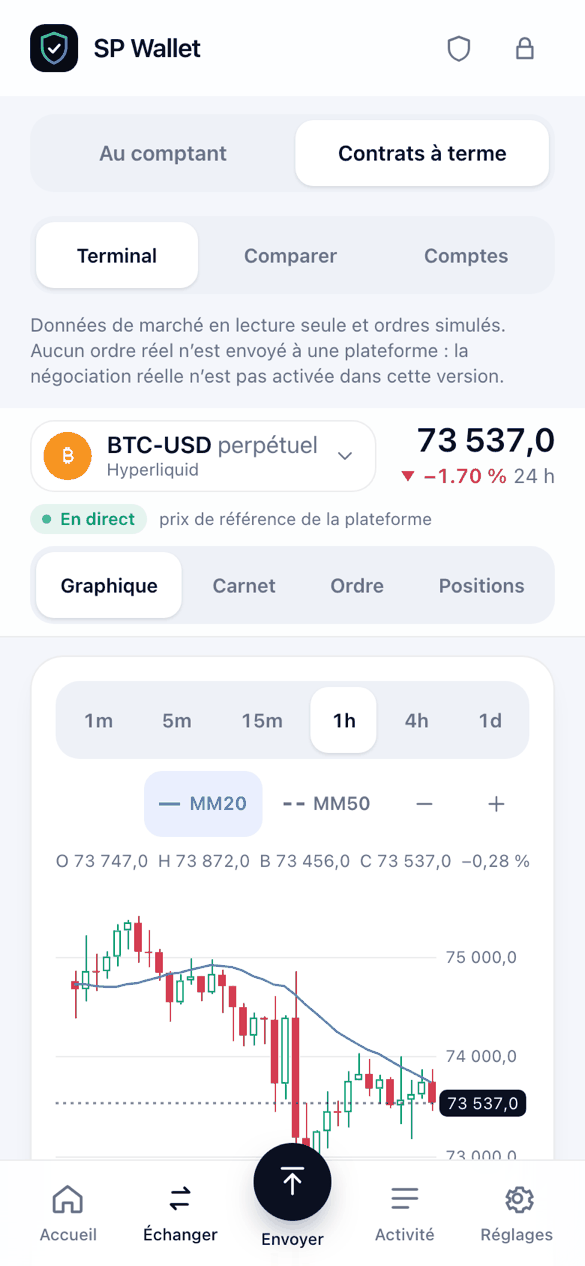 SP Wallet
Au comptant
Contrats à terme
Terminal
Comparer
Comptes
Données de marché en lecture seule et ordres simulés.
Aucun ordre réel n’est envoyé à une plateforme : la
négociation réelle n’est pas activée dans cette version.
BTC-USD perpétuel
Hyperliquid
73 537,0
▼ −1.70 % 24 h
En direct
prix de référence de la plateforme
Graphique
Carnet
Ordre
Positions
1m
5m
15m
1h
4h
1d
MM20
MM50
−
+
O 73 747,0 H 73 872,0 B 73 456,0 C 73 537,0 −0,28 %
75 000,0
74 000,0
73 537,0
73 000,0
Accueil
Échanger
Envoyer
Activité
Réglages